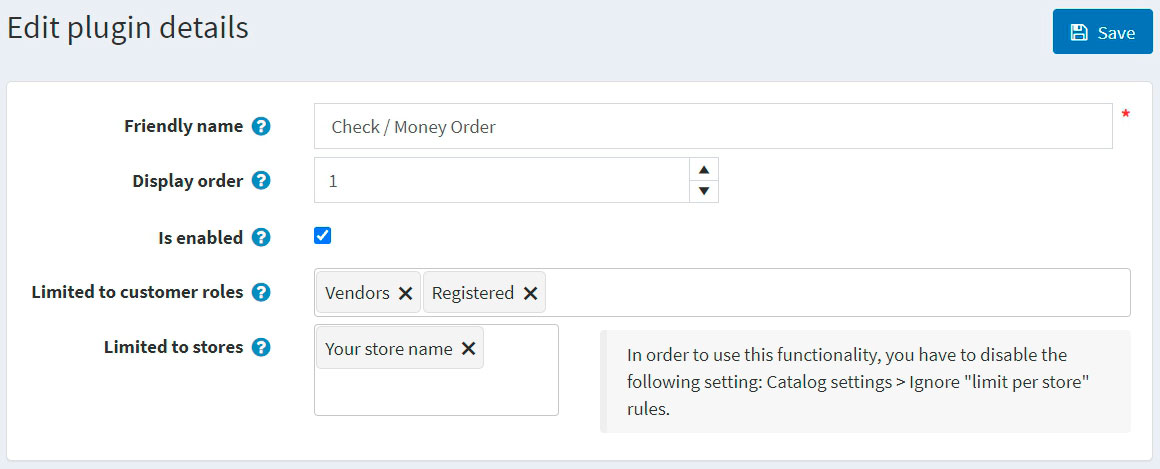 Edit plugin details
Save
Friendly name ?
Check / Money Order
*
Display order ?
1
Is enabled ?
Limited to customer roles ?
Vendors ✕ Registered ✕
Limited to stores ?
Your store name ✕
In order to use this functionality, you have to disable the
following setting: Catalog settings > Ignore "limit per store"
rules.